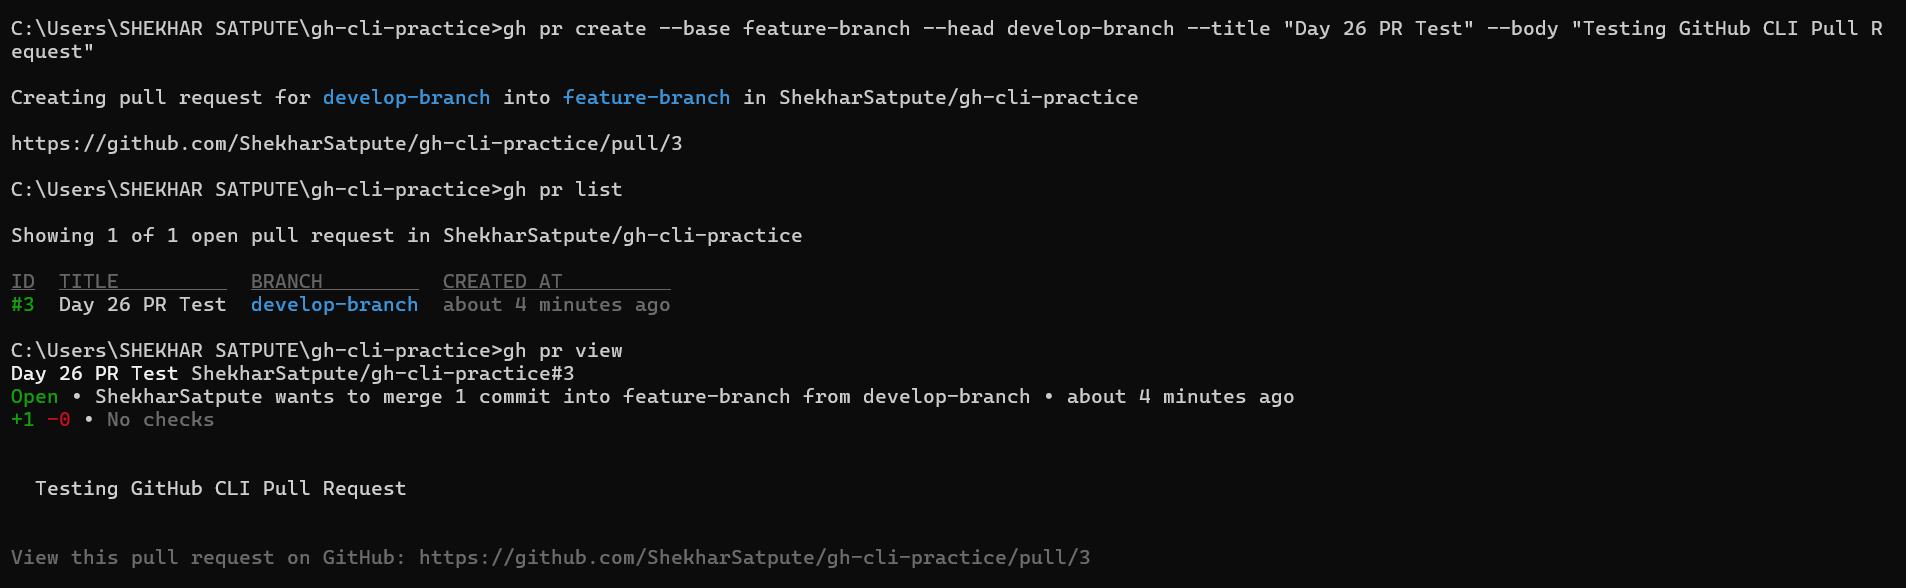 C:\Users\SHEKHAR SATPUTE\gh-cli-practice>gh pr create --base feature-branch --head develop-branch --title "Day 26 PR Test" --body "Testing GitHub CLI Pull R
equest"
Creating pull request for develop-branch into feature-branch in ShekharSatpute/gh-cli-practice
https://github.com/ShekharSatpute/gh-cli-practice/pull/3
C:\Users\SHEKHAR SATPUTE\gh-cli-practice>gh pr list
Showing 1 of 1 open pull request in ShekharSatpute/gh-cli-practice
ID  TITLE  BRANCH  CREATED AT
#3  Day 26 PR Test  develop-branch  about 4 minutes ago
C:\Users\SHEKHAR SATPUTE\gh-cli-practice>gh pr view
Day 26 PR Test ShekharSatpute/gh-cli-practice#3
Open • ShekharSatpute wants to merge 1 commit into feature-branch from develop-branch • about 4 minutes ago
+1 -0 • No checks
Testing GitHub CLI Pull Request
View this pull request on GitHub: https://github.com/ShekharSatpute/gh-cli-practice/pull/3